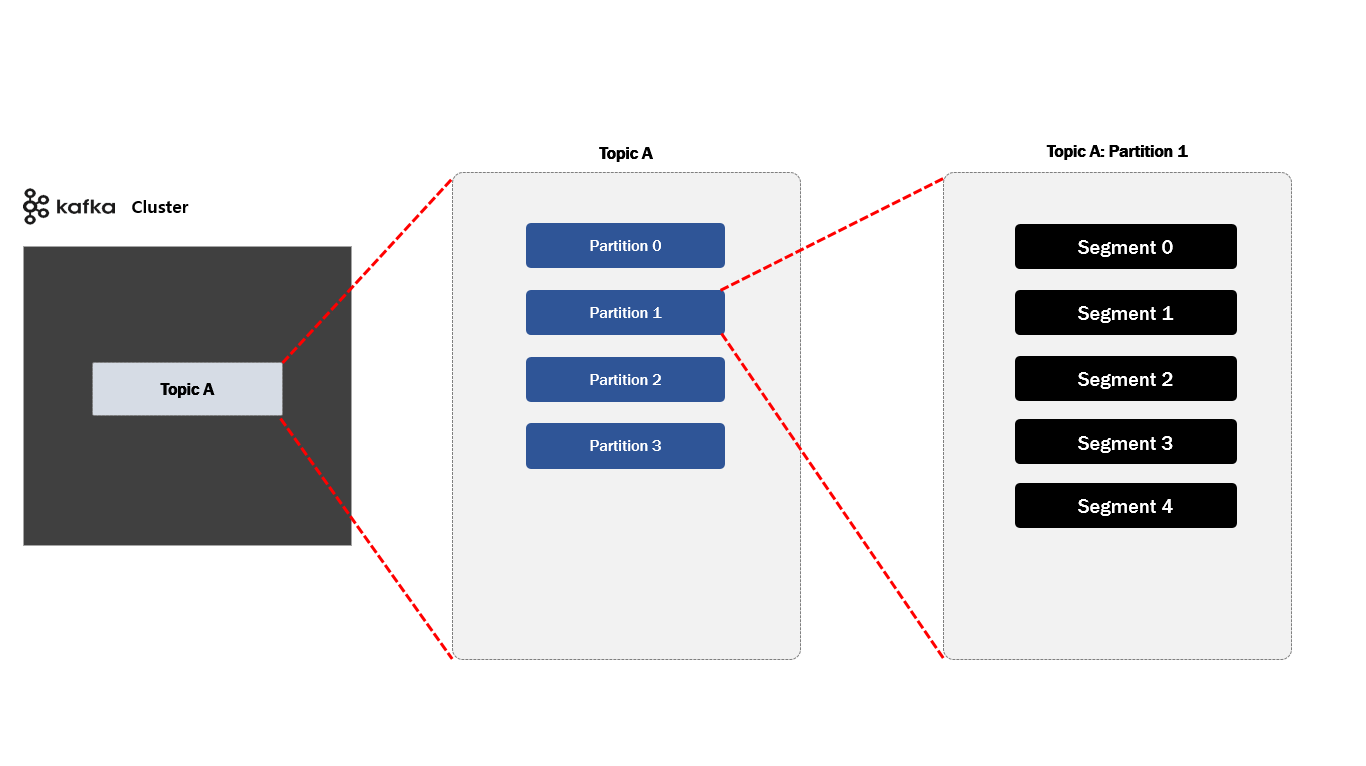 kafka Cluster
Topic A
Topic A
Partition 0
Partition 1
Partition 2
Partition 3
Topic A: Partition 1
Segment 0
Segment 1
Segment 2
Segment 3
Segment 4